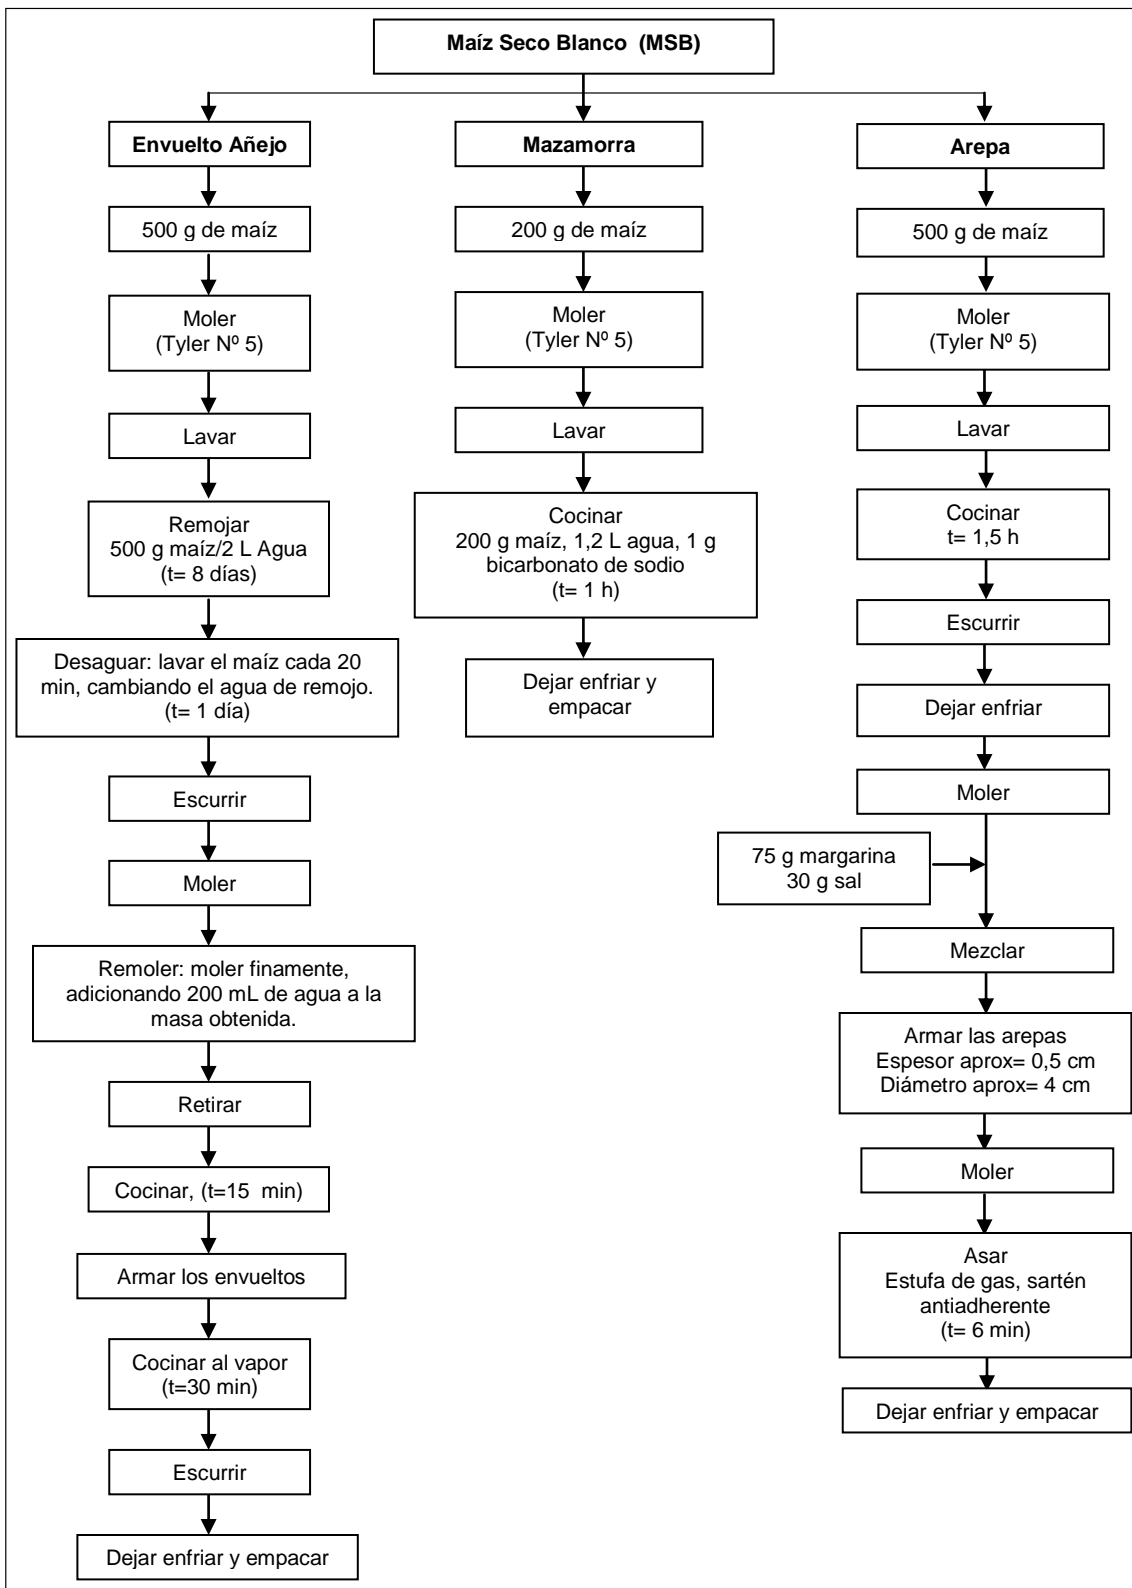 Maíz Seco Blanco (MSB)
Envuelto Añejo
500 g de maíz
Moler
(Tyler Nº 5)
Lavar
Remojar
500 g maíz/2 L Agua
(t= 8 días)
Desaguar: lavar el maíz cada 20
min, cambiando el agua de remojo.
(t= 1 día)
Escurrir
Moler
Remoler: moler finamente,
adicionando 200 mL de agua a la
masa obtenida.
Retirar
Cocinar, (t=15 min)
Armar los envueltos
Cocinar al vapor
(t=30 min)
Escurrir
Dejar enfriar y empacar
Mazamorra
200 g de maíz
Moler
(Tyler Nº 5)
Lavar
Cocinar
200 g maíz, 1,2 L agua, 1 g
bicarbonato de sodio
(t= 1 h)
Dejar enfriar y
empacar
Arepa
500 g de maíz
Moler
(Tyler Nº 5)
Lavar
Cocinar
t= 1,5 h
Escurrir
Dejar enfriar
Moler
75 g margarina
30 g sal
Mezclar
Armar las arepas
Espesor aprox= 0,5 cm
Diámetro aprox= 4 cm
Moler
Asar
Estufa de gas, sartén
antiadherente
(t= 6 min)
Dejar enfriar y empacar